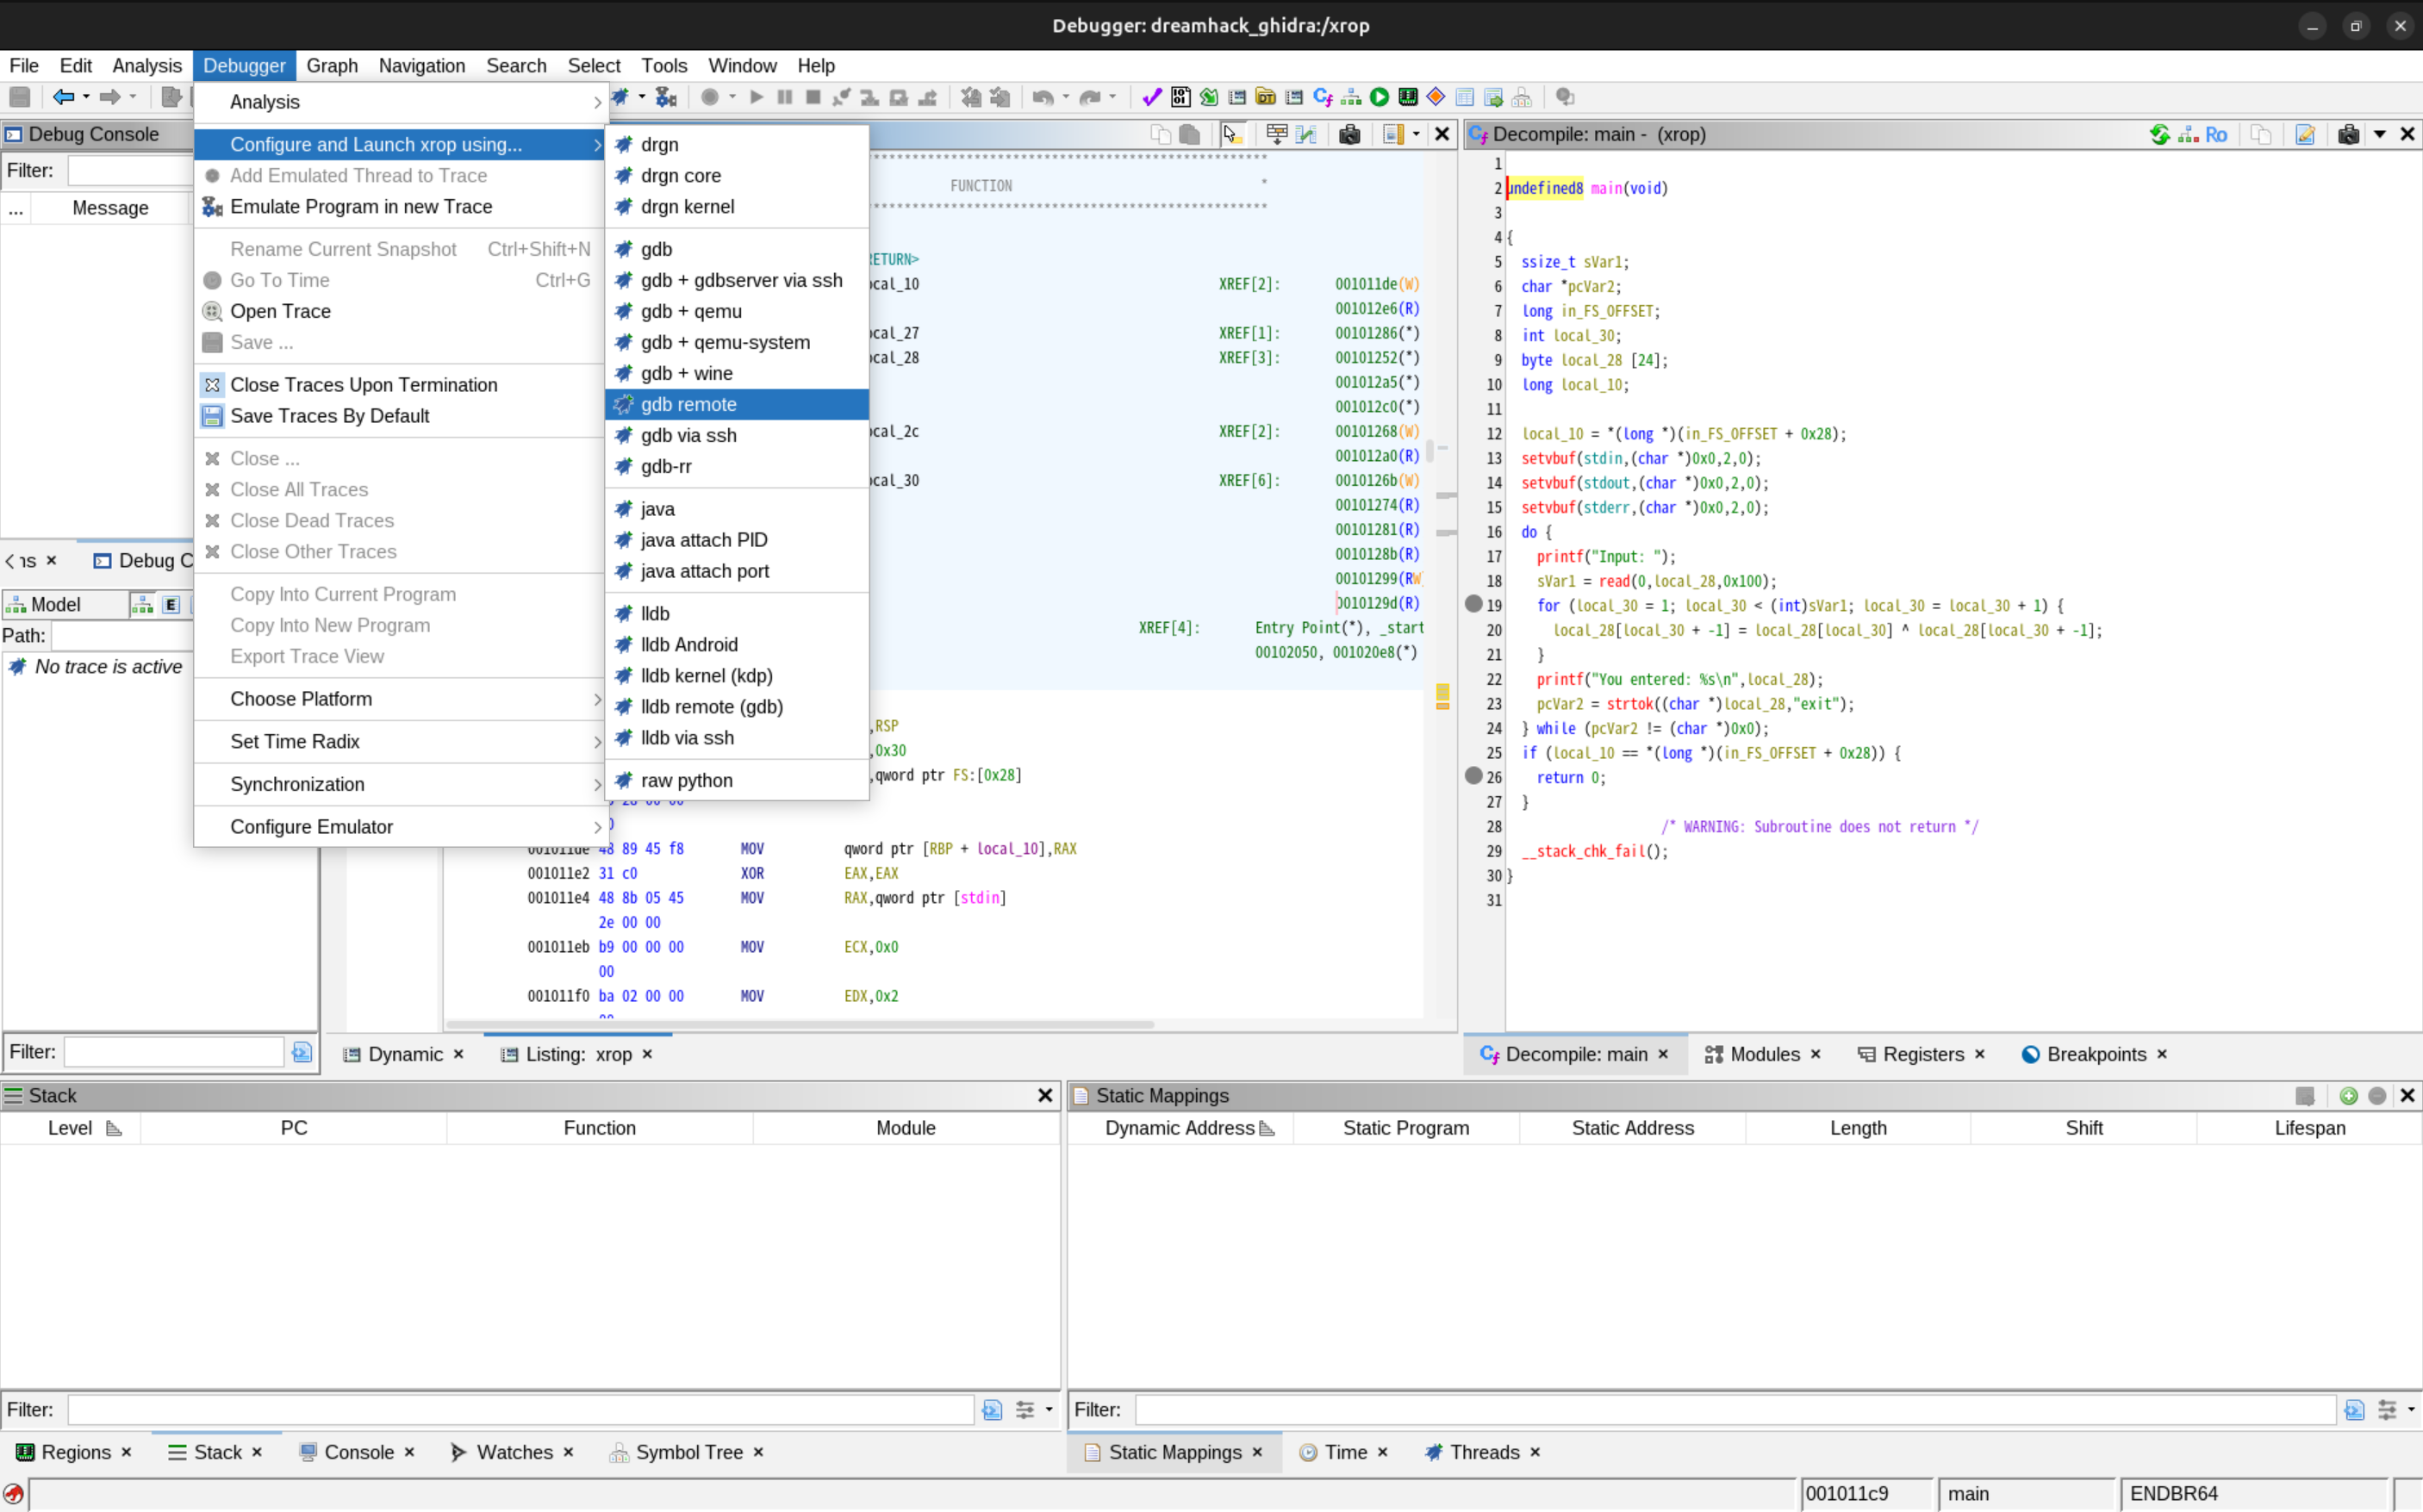 Debugger: dreamhack_ghidra:/xrop
File Edit Analysis Debugger Graph Navigation Search Select Tools Window Help
Analysis
Configure and Launch xrop using...
Add Emulated Thread to Trace
Emulate Program in new Trace
Rename Current Snapshot Ctrl+Shift+N
Go To Time Ctrl+G
Open Trace
Save ...
Close Traces Upon Termination
Save Traces By Default
Close ...
Close All Traces
Close Dead Traces
Close Other Traces
Copy Into Current Program
Copy Into New Program
Export Trace View
Choose Platform
Set Time Radix
Synchronization
Configure Emulator
drgn
drgn core
drgn kernel
gdb
gdb + gdbserver via ssh
gdb + qemu
gdb + qemu-system
gdb + wine
gdb remote
gdb via ssh
gdb-rr
java
java attach PID
java attach port
lldb
lldb Android
lldb kernel (kdp)
lldb remote (gdb)
lldb via ssh
raw python
Debug Console
Filter:
... Message
ns × Debug C
Model
Path:
No trace is active
Filter:
************************************************
FUNCTION *
************************************************
RETURN>
ocal_10 XREF[2]: 001011de(W)
001012e6(R)
ocal_27 XREF[1]: 00101286(*)
ocal_28 XREF[3]: 00101252(*)
001012a5(*)
001012c0(*)
ocal_2c XREF[2]: 00101268(W)
001012a0(R)
ocal_30 XREF[6]: 0010126b(W)
00101274(R)
00101281(R)
0010128b(R)
00101299(RW
0010129d(R)
XREF[4]: Entry Point(*), _start
00102050, 001020e8(*)
,RSP
,0x30
,qword ptr FS:[0x28]
001011de 48 89 45 f8 MOV qword ptr [RBP + local_10],RAX
001011e2 31 c0 XOR EAX,EAX
001011e4 48 8b 05 45 MOV RAX,qword ptr [stdin]
2e 00 00
001011eb b9 00 00 00 MOV ECX,0x0
00
001011f0 ba 02 00 00 MOV EDX,0x2
Dynamic × Listing: xrop ×
Decompile: main - (xrop)
Ro
1
2 undefined8 main(void)
3
4 {
5 ssize_t sVar1;
6 char *pcVar2;
7 long in_FS_OFFSET;
8 int local_30;
9 byte local_28 [24];
10 long local_10;
11
12 local_10 = *(long *)(in_FS_OFFSET + 0x28);
13 setvbuf(stdin,(char *)0x0,2,0);
14 setvbuf(stdout,(char *)0x0,2,0);
15 setvbuf(stderr,(char *)0x0,2,0);
16 do {
17 printf("Input: ");
18 sVar1 = read(0,local_28,0x100);
19 for (local_30 = 1; local_30 < (int)sVar1; local_30 = local_30 + 1) {
20 local_28[local_30 + -1] = local_28[local_30] ^ local_28[local_30 + -1];
21 }
22 printf("You entered: %s\n",local_28);
23 pcVar2 = strtok((char *)local_28,"exit");
24 } while (pcVar2 != (char *)0x0);
25 if (local_10 == *(long *)(in_FS_OFFSET + 0x28)) {
26 return 0;
27 }
28 /* WARNING: Subroutine does not return */
29 __stack_chk_fail();
30 }
31
Decompile: main × Modules × Registers × Breakpoints ×
Stack
Level PC Function Module
Filter:
Regions × Stack × Console × Watches × Symbol Tree ×
Static Mappings
Dynamic Address Static Program Static Address Length Shift Lifespan
Filter:
Static Mappings × Time × Threads ×
001011c9 main ENDBR64